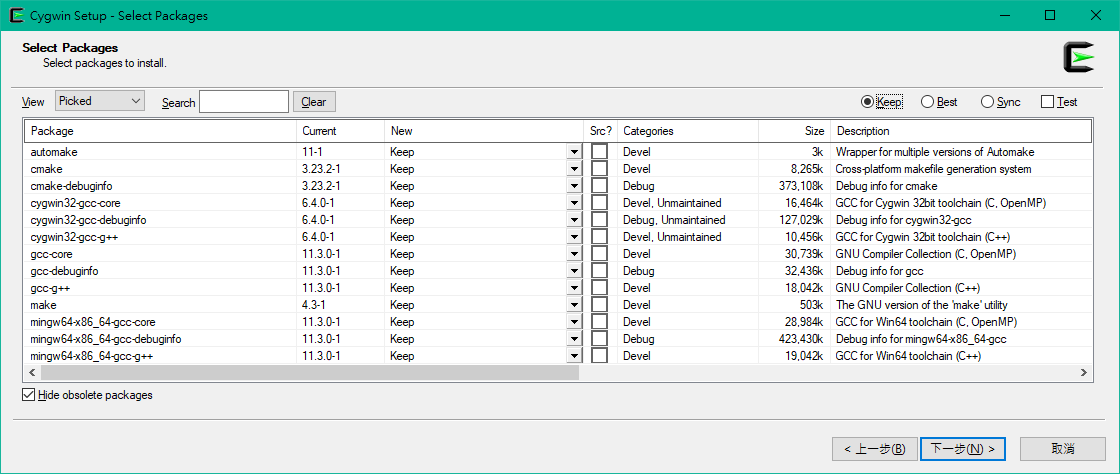 Cygwin Setup - Select Packages
Select Packages
Select packages to install.
View Picked Search Clear Keep Best Sync Test
Package Current New Src? Categories Size Description
automake 11-1 Keep Devel 3k Wrapper for multiple versions of Automake
cmake 3.23.2-1 Keep Devel 8,265k Cross-platform makefile generation system
cmake-debuginfo 3.23.2-1 Keep Debug 373,108k Debug info for cmake
cygwin32-gcc-core 6.4.0-1 Keep Devel, Unmaintained 16,464k GCC for Cygwin 32bit toolchain (C, OpenMP)
cygwin32-gcc-debuginfo 6.4.0-1 Keep Debug, Unmaintained 127,029k Debug info for cygwin32-gcc
cygwin32-gcc-g++ 6.4.0-1 Keep Devel, Unmaintained 10,456k GCC for Cygwin 32bit toolchain (C++)
gcc-core 11.3.0-1 Keep Devel 30,739k GNU Compiler Collection (C, OpenMP)
gcc-debuginfo 11.3.0-1 Keep Debug 32,436k Debug info for gcc
gcc-g++ 11.3.0-1 Keep Devel 18,042k GNU Compiler Collection (C++)
make 4.3-1 Keep Devel 503k The GNU version of the 'make' utility
mingw64-x86_64-gcc-core 11.3.0-1 Keep Devel 28,984k GCC for Win64 toolchain (C, OpenMP)
mingw64-x86_64-gcc-debuginfo 11.3.0-1 Keep Debug 423,430k Debug info for mingw64-x86_64-gcc
mingw64-x86_64-gcc-g++ 11.3.0-1 Keep Devel 19,042k GCC for Win64 toolchain (C++)
Hide obsolete packages
< 上一步(B) 下一步(N) > 取消